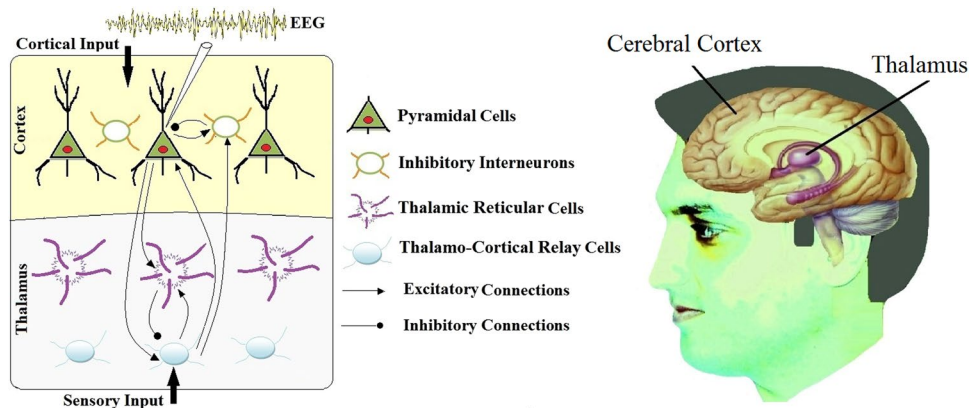 EEG
Cortical Input
Cortex
Thalamus
Sensory Input
Pyramidal Cells
Inhibitory Interneurons
Thalamic Reticular Cells
Thalamo-Cortical Relay Cells
Excitatory Connections
Inhibitory Connections
Cerebral Cortex
Thalamus